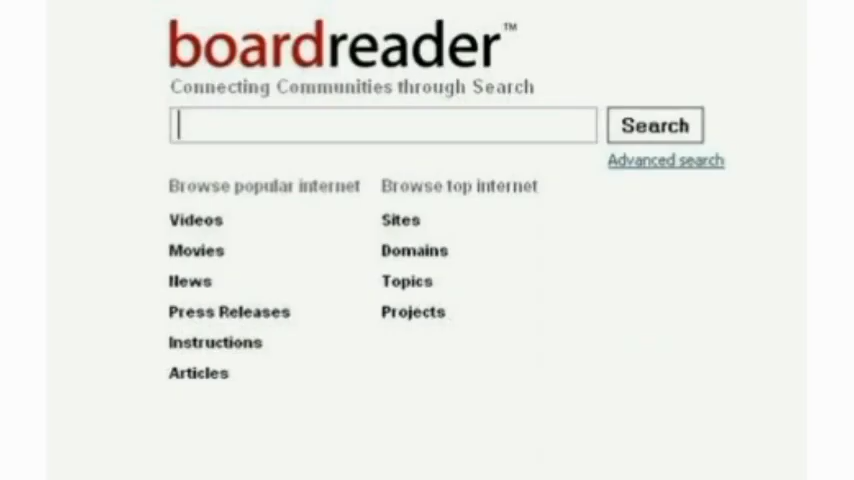 boardreader™
Connecting Communities through Search
Search
Advanced search
Browse popular internet
Videos
Movies
News
Press Releases
Instructions
Articles
Browse top internet
Sites
Domains
Topics
Projects